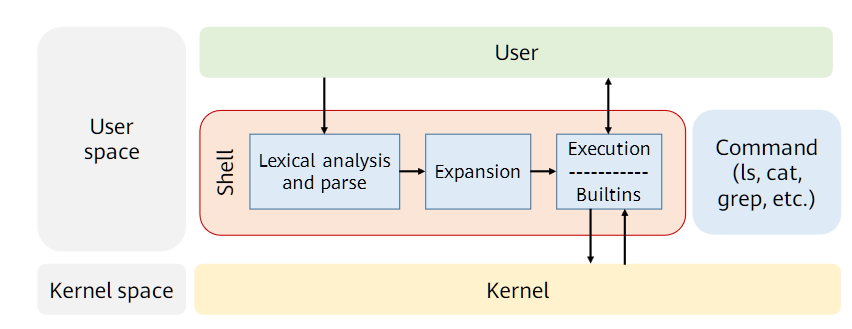 User
User
space
Shell
Lexical analysis
and parse
Expansion
Execution
-----------
Builtins
Command
(ls, cat,
grep, etc.)
Kernel space
Kernel